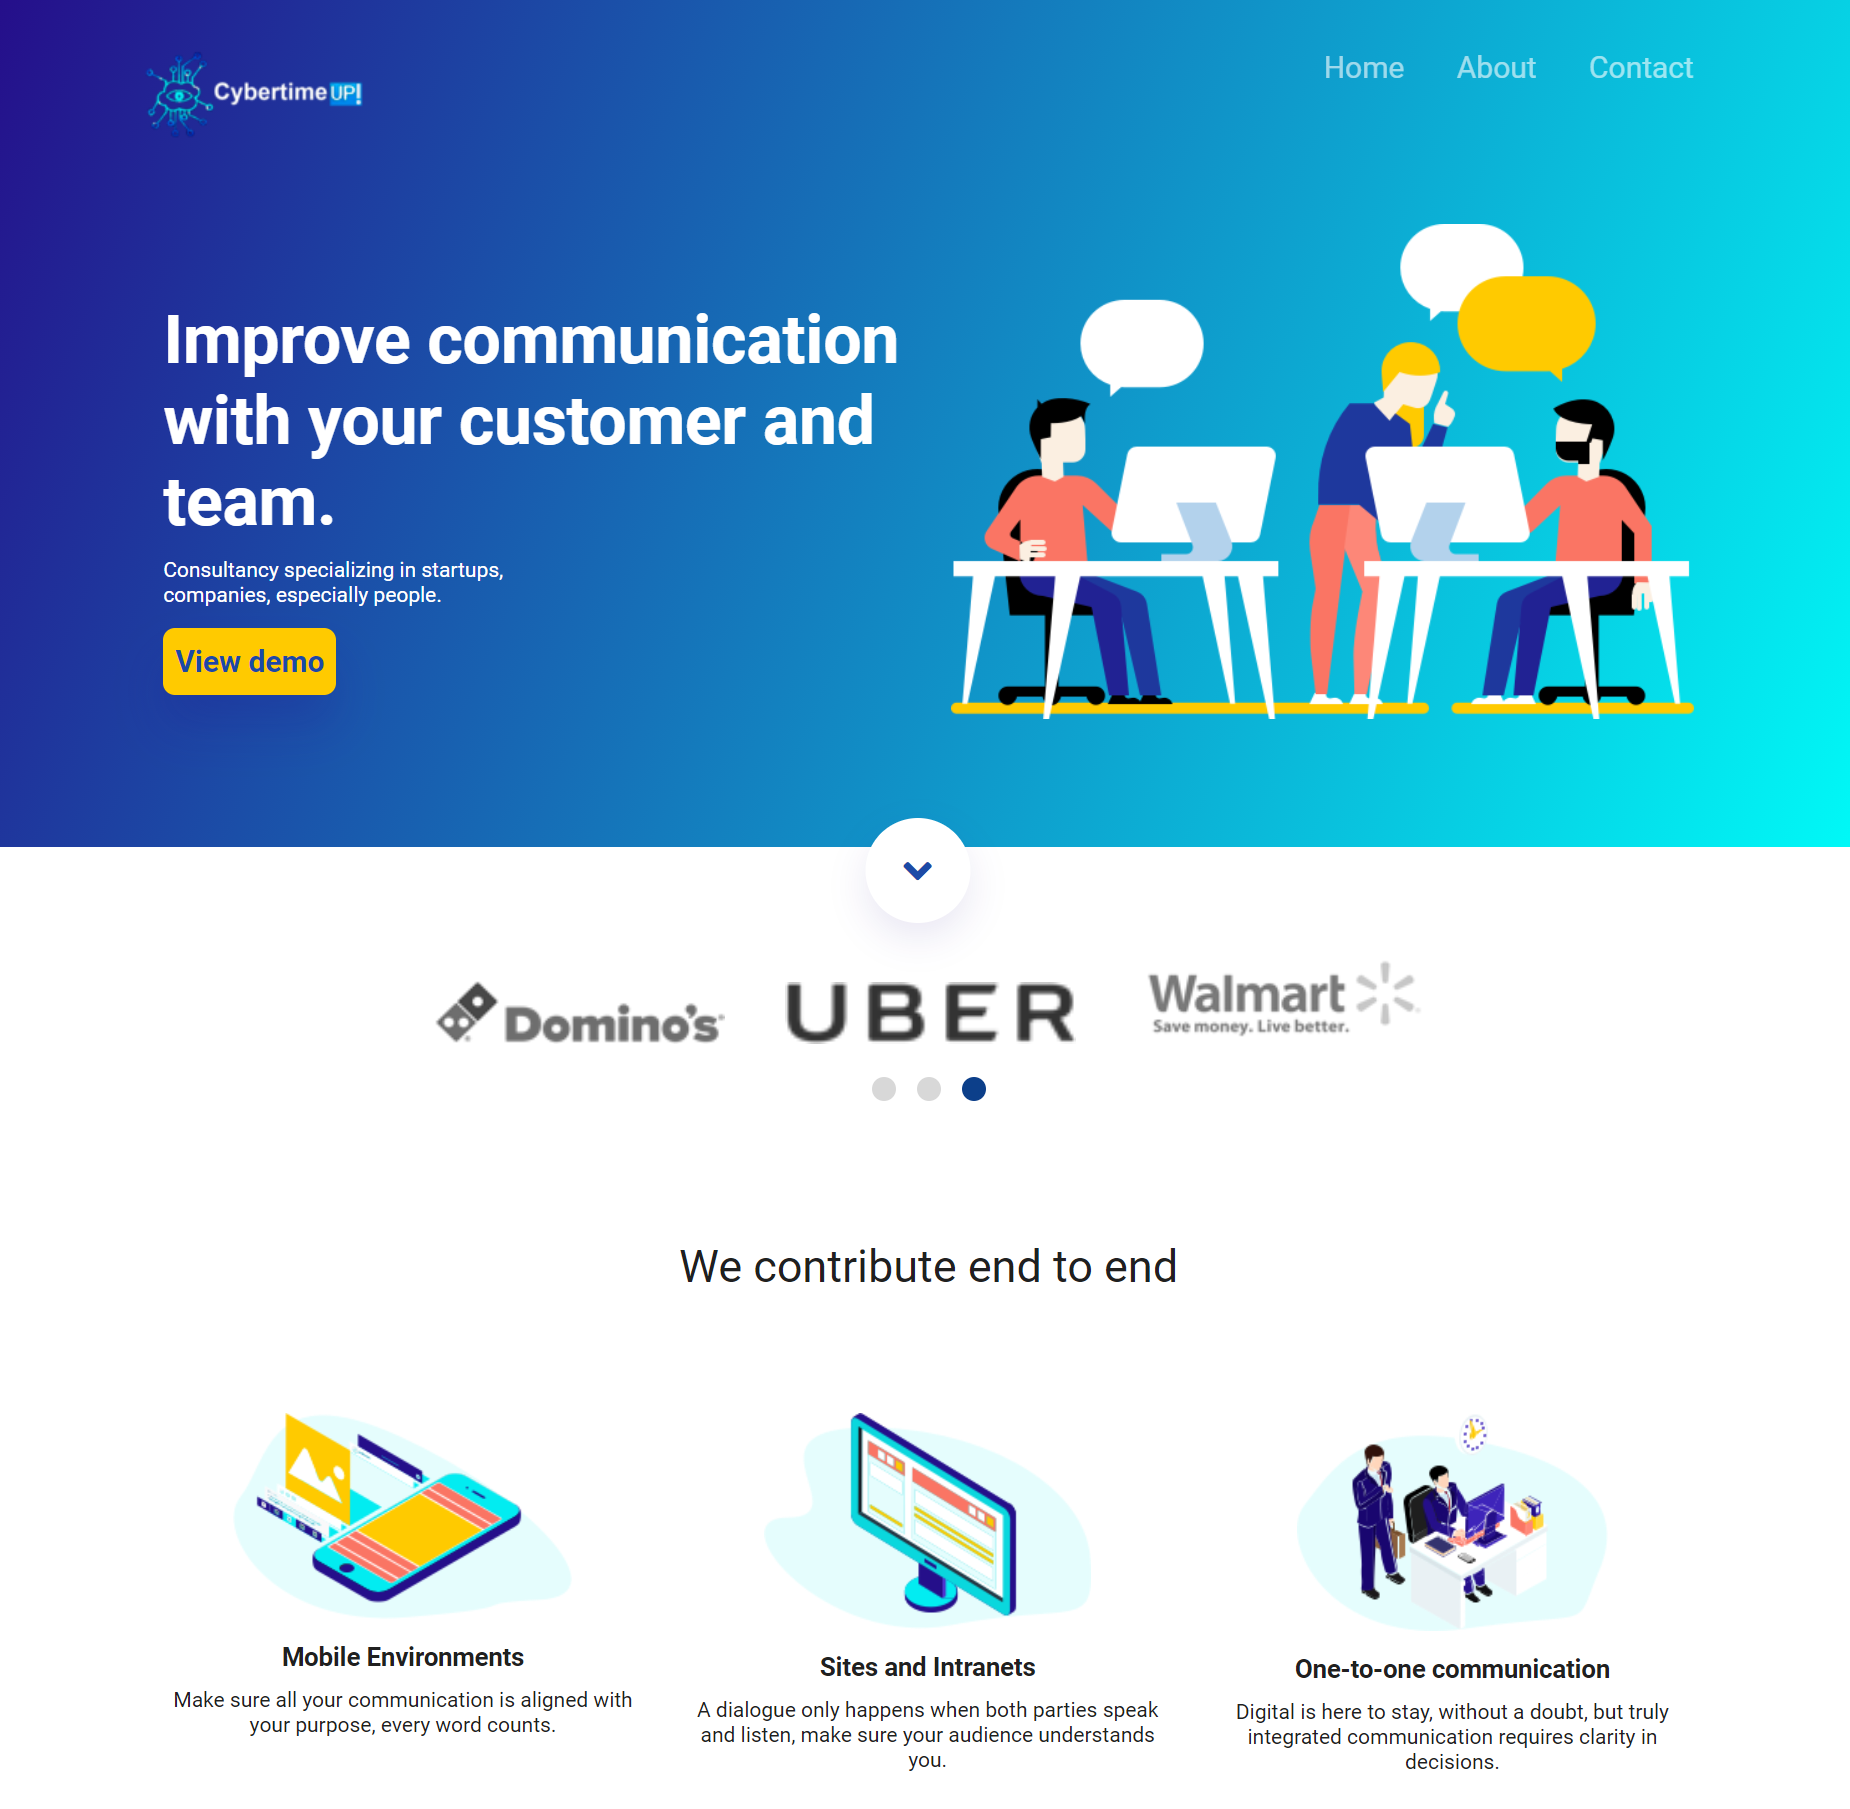 Cybertime UP!
Home About Contact
Improve communication
with your customer and
team.
Consultancy specializing in startups,
companies, especially people.
View demo
Domino's
UBER
Walmart
Save money. Live better.
We contribute end to end
Mobile Environments
Make sure all your communication is aligned with
your purpose, every word counts.
Sites and Intranets
A dialogue only happens when both parties speak
and listen, make sure your audience understands
you.
One-to-one communication
Digital is here to stay, without a doubt, but truly
integrated communication requires clarity in
decisions.